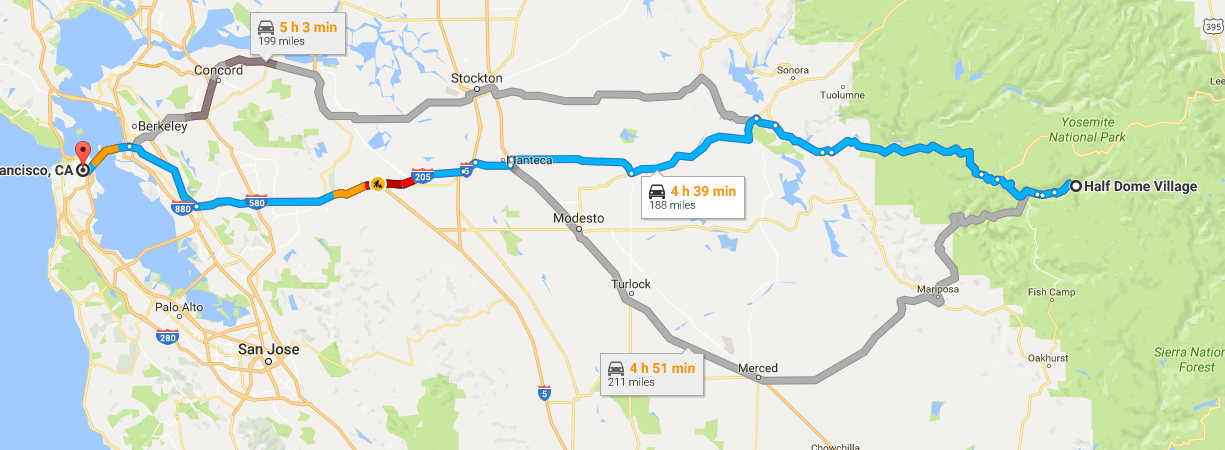 5 h 3 min
199 miles
395
Concord
Stockton
Sonora
Lee
Tuolumne
Berkeley
Yosemite
National Park
ancisco, CA
Manteca
5
205
Half Dome Village
4 h 39 min
188 miles
580
880
Modesto
Turlock
Mariposa
Fish Camp
Palo Alto
280
San Jose
4 h 51 min
211 miles
Merced
Oakhurst
Sierra Nation
Forest
5
Chowchilla